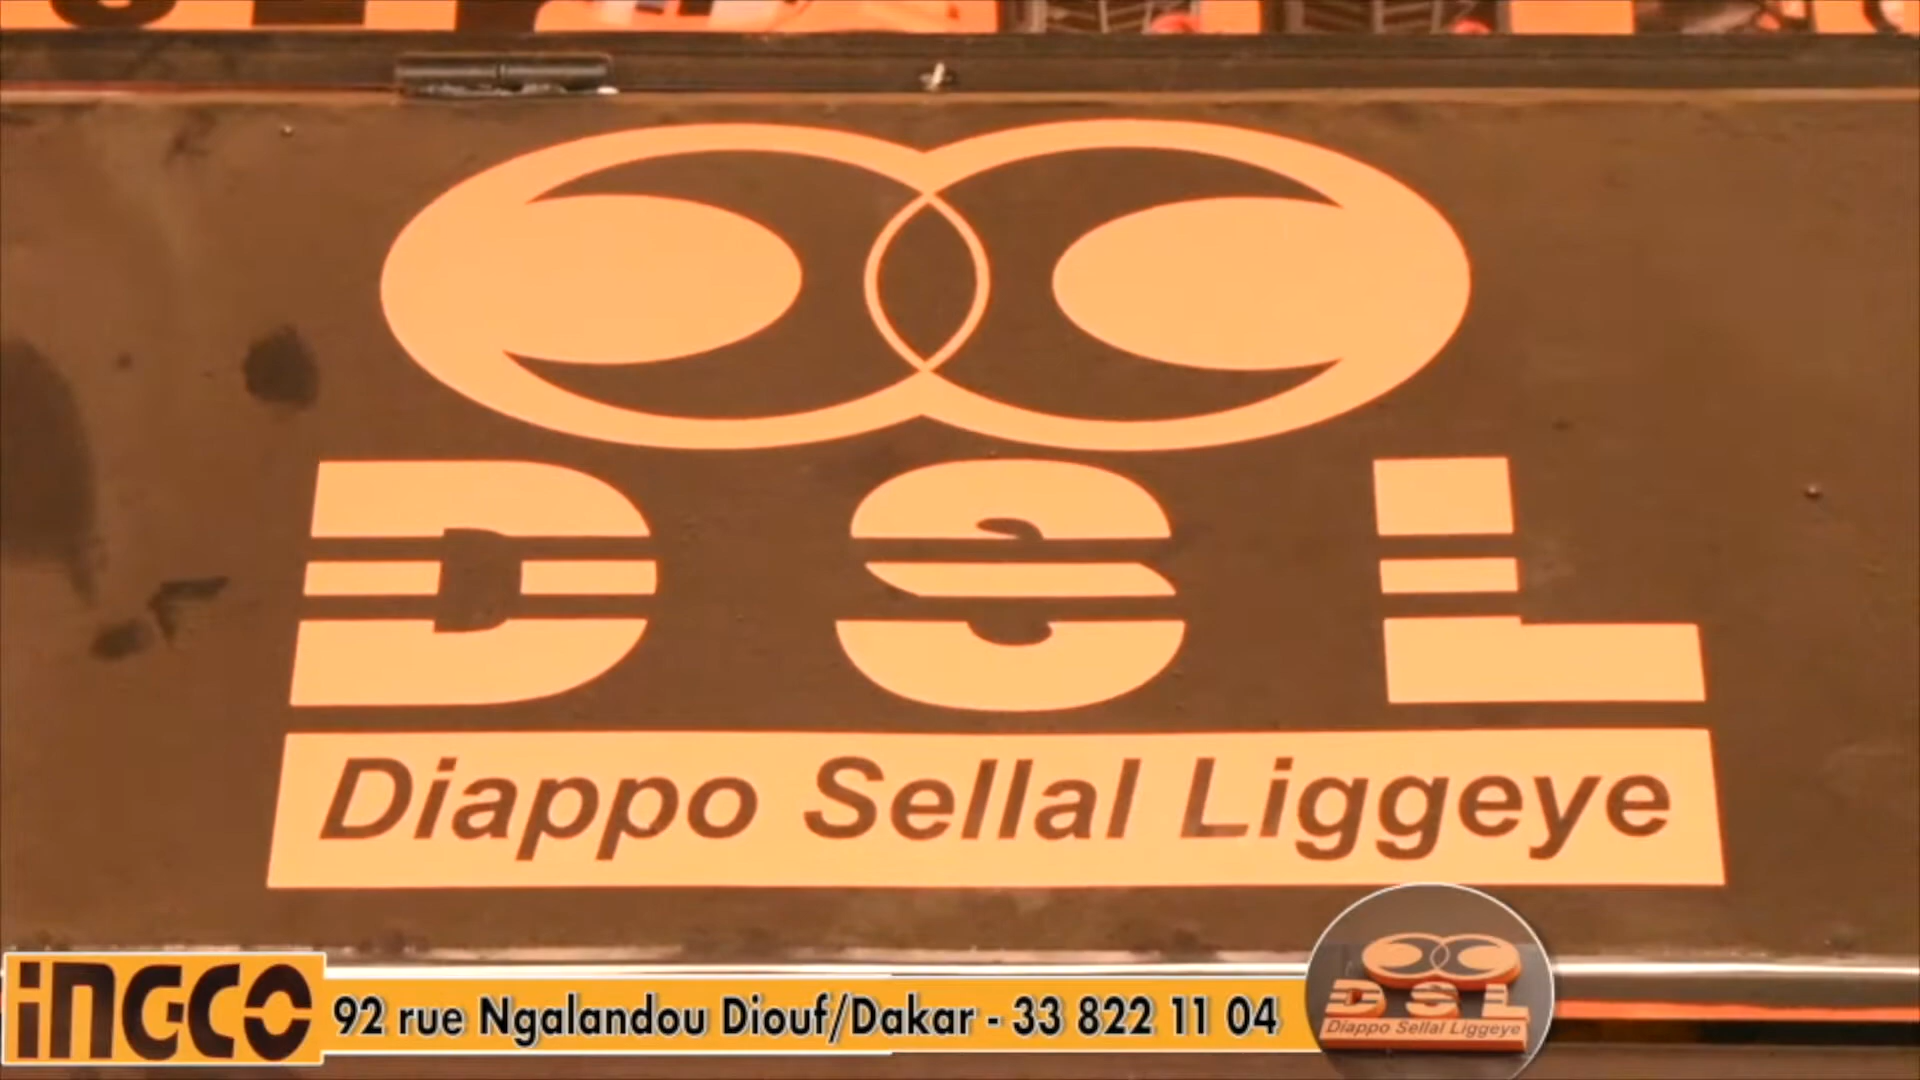 DSL
Diappo Sellal Liggeye
iNGCO
92 rue Ngalandou Diouf/Dakar - 33 822 11 04
DSL
Diappo Sellal Liggeye